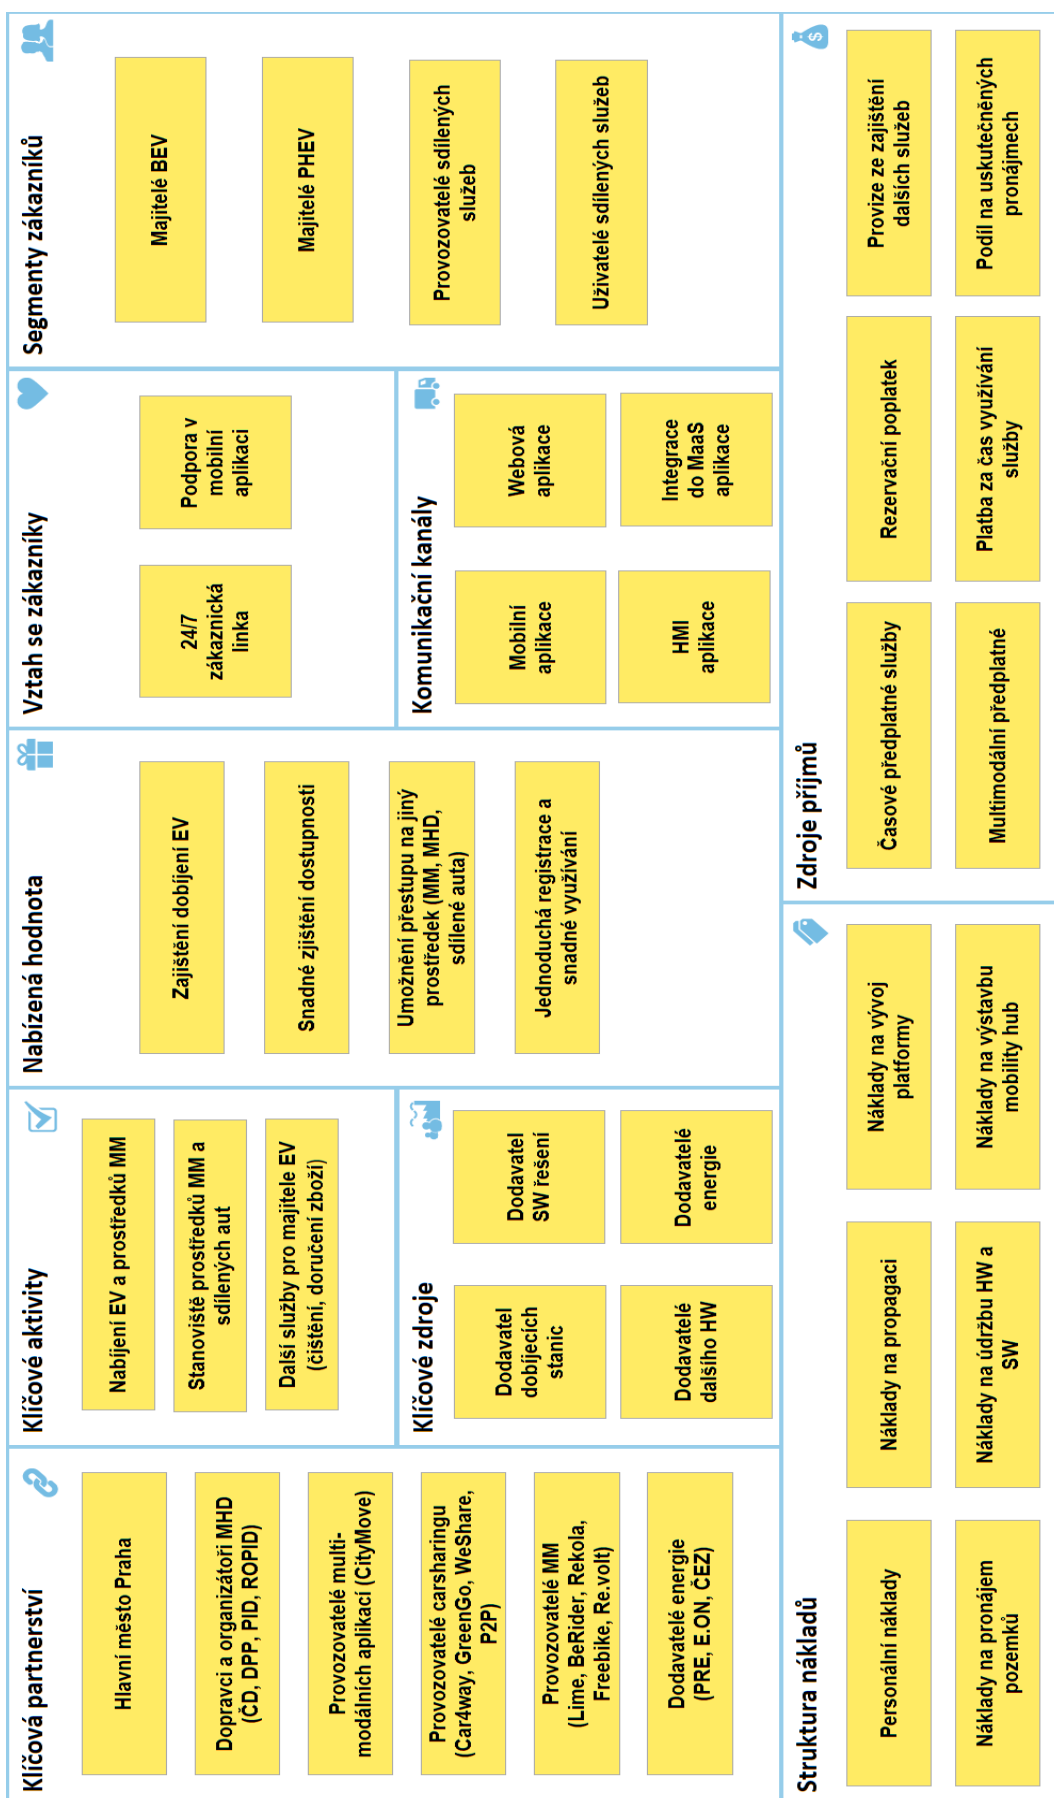 Klíčová partnerství
Hlavní město Praha
Dopravci a organizátoři MHD
(ČD, DPP, PID, ROPID)
Provozovatelé multi-
modálních aplikací (CityMove)
Provozovatelé carsharingu
(Car4way, GreenGo, WeShare,
P2P)
Provozovatelé MM
(Lime, BeRider, Rekola,
Freebike, Re.volt)
Dodavatelé energie
(PRE, E.ON, ČEZ)
Klíčové aktivity
Nabíjení EV a prostředků MM
Stanoviště prostředků MM a
sdílených aut
Další služby pro majitele EV
(čištění, doručení zboží)
Klíčové zdroje
Dodavatel
dobíjecích
stanic
Dodavatel
SW řešení
Dodavatelé
dalšího HW
Dodavatelé
energie
Nabízená hodnota
Zajištění dobíjení EV
Snadné zjištění dostupnosti
Umožnění přestupu na jiný
prostředek (MM, MHD,
sdílené auta)
Jednoduchá registrace a
snadné využívání
Vztah se zákazníky
24/7
zákaznická
linka
Podpora v
mobilní
aplikaci
Komunikační kanály
Mobilní
aplikace
Webová
aplikace
HMI
aplikace
Integrace
do MaaS
aplikace
Segmenty zákazníků
Majitelé BEV
Majitelé PHEV
Provozovatelé sdílených
služeb
Uživatelé sdílených služeb
Struktura nákladů
Personální náklady
Náklady na propagaci
Náklady na vývoj
platformy
Náklady na pronájem
pozemků
Náklady na údržbu HW a
SW
Náklady na výstavbu
mobility hub
Zdroje příjmů
Časové předplatné služby
Rezervační poplatek
Provize ze zajištění
dalších služeb
Multimodální předplatné
Platba za čas využívání
služby
Podíl na uskutečněných
pronájmech